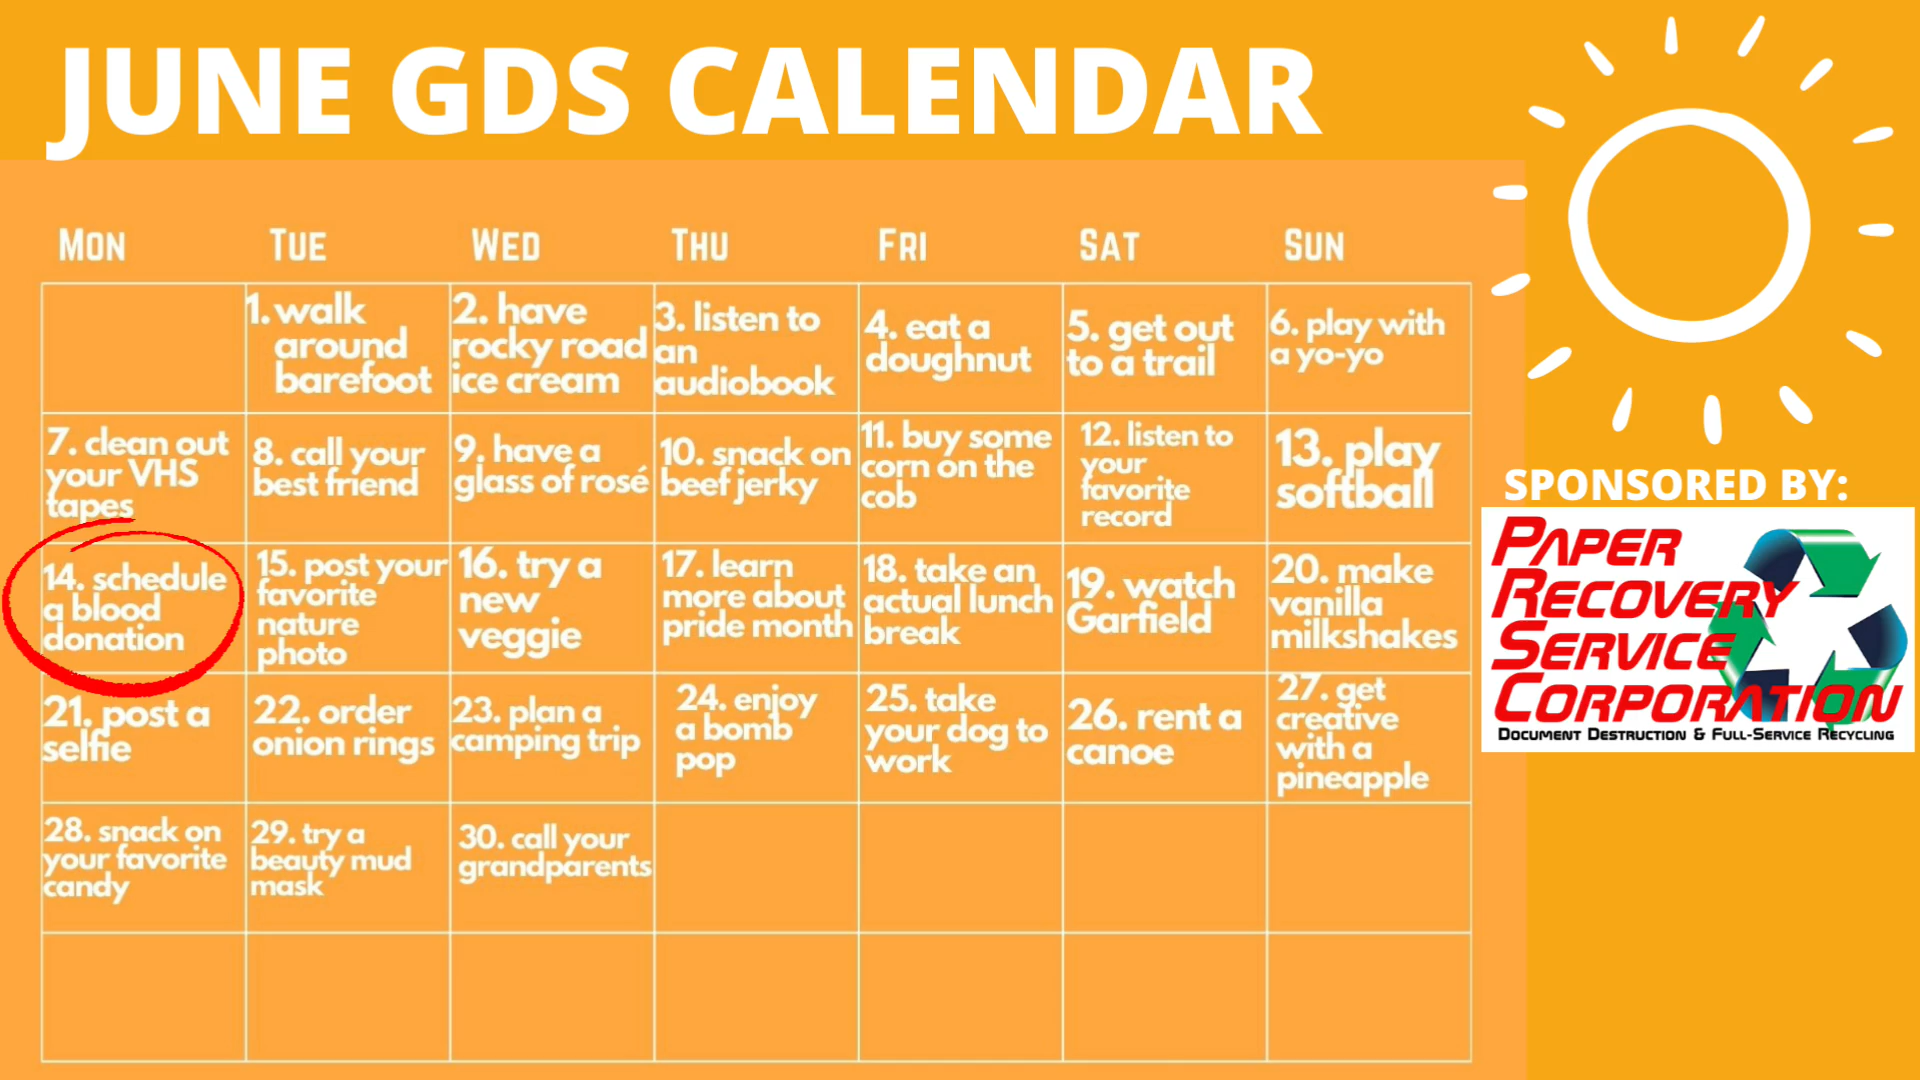 JUNE GDS CALENDAR
MON TUE WED THU FRI SAT SUN
1. walk
around
barefoot
2. have
rocky road
ice cream
3. listen to
an
audiobook
4. eat a
doughnut
5. get out
to a trail
6. play with
a yo-yo
7. clean out
your VHS
tapes
8. call your
best friend
9. have a
glass of rosé
10. snack on
beef jerky
11. buy some
corn on the
cob
12. listen to
your
favorite
record
13. play
softball
14. schedule
a blood
donation
15. post your
favorite
nature
photo
16. try a
new
veggie
17. learn
more about
pride month
18. take an
actual lunch
break
19. watch
Garfield
20. make
vanilla
milkshakes
21. post a
selfie
22. order
onion rings
23. plan a
camping trip
24. enjoy
a bomb
pop
25. take
your dog to
work
26. rent a
canoe
27. get
creative
with a
pineapple
28. snack on
your favorite
candy
29. try a
beauty mud
mask
30. call your
grandparents
SPONSORED BY:
PAPER
RECOVERY
SERVICE
CORPORATION
DOCUMENT DESTRUCTION & FULL-SERVICE RECYCLING